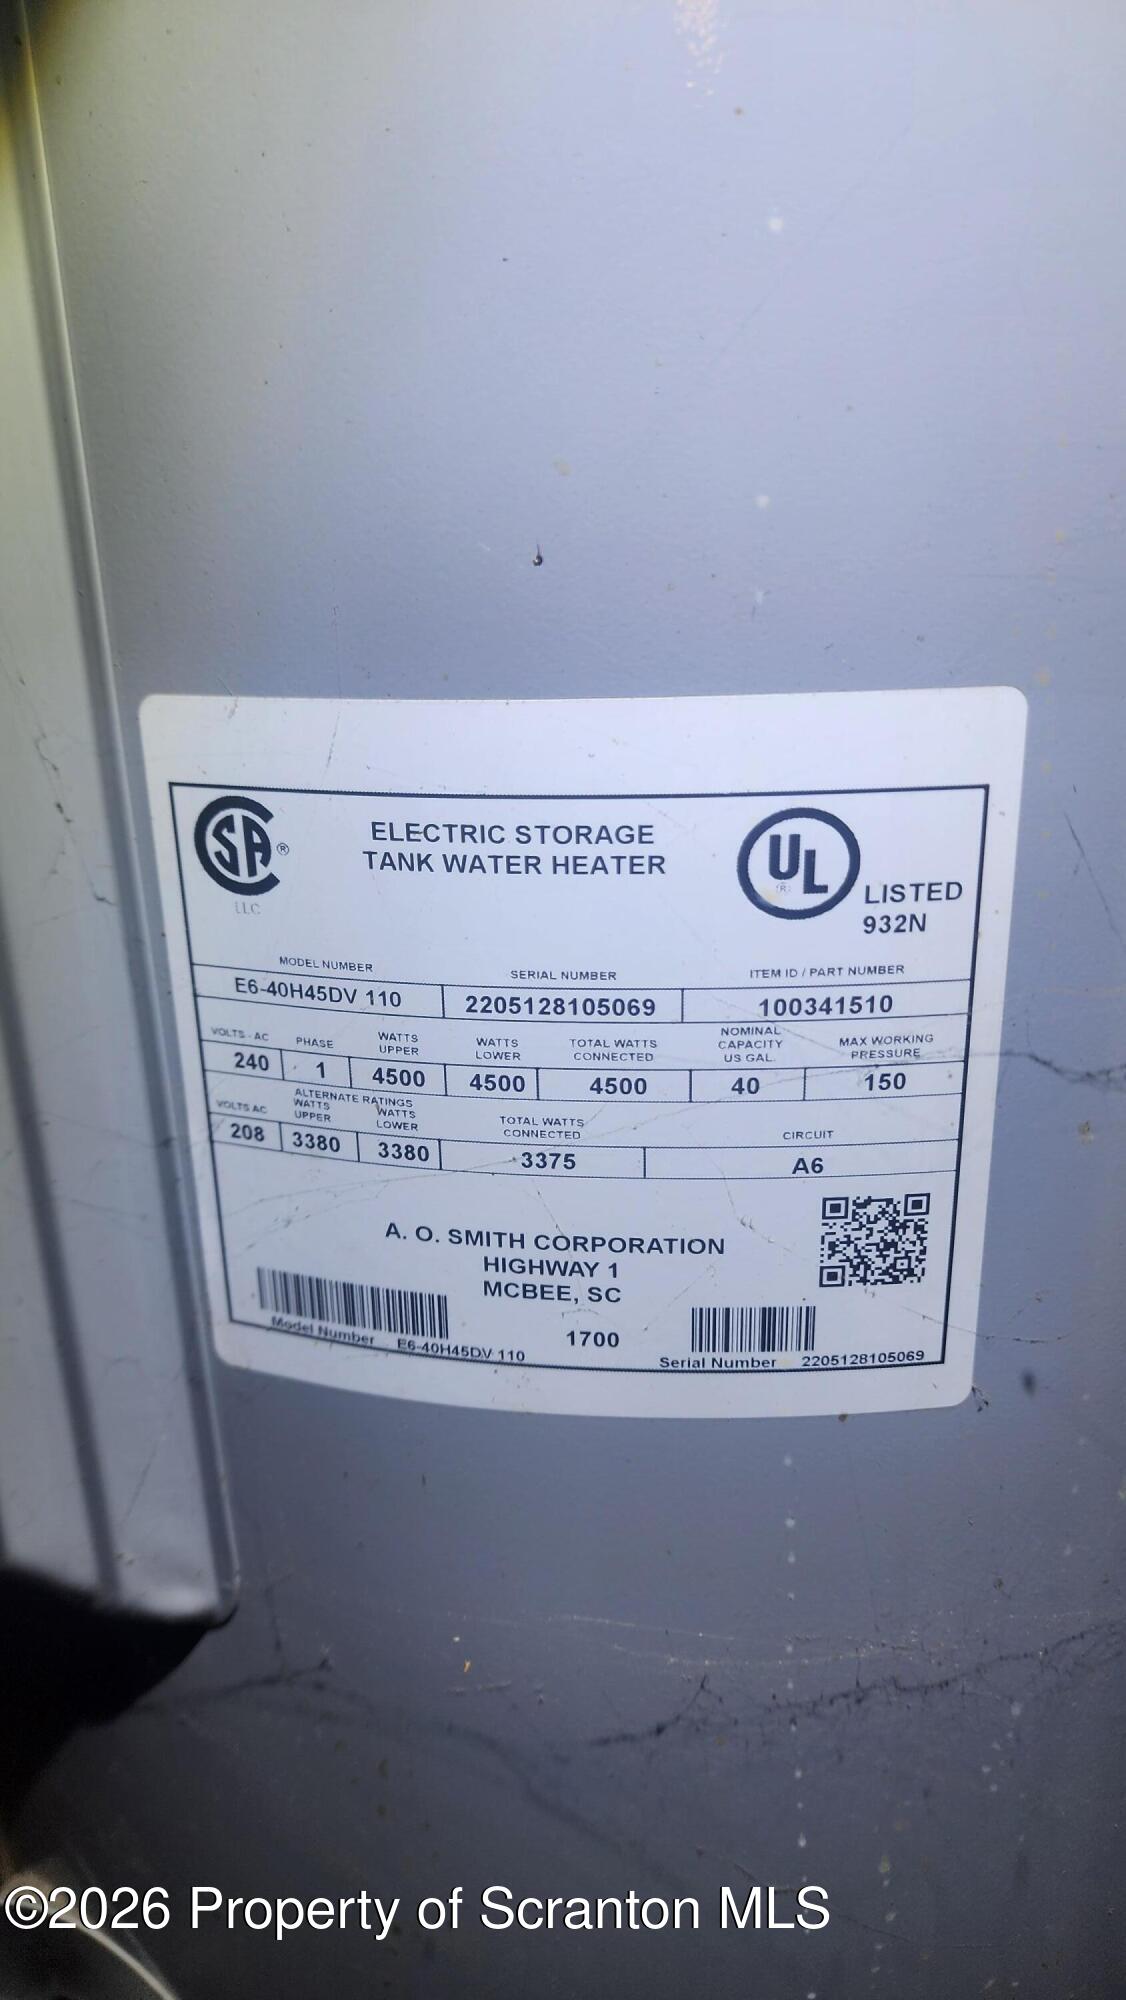 SA ®
LLC
ELECTRIC STORAGE
TANK WATER HEATER
UL ®
LISTED
932N
MODEL NUMBER SERIAL NUMBER ITEM ID / PART NUMBER
E6-40H45DV 110 2205128105069 100341510
VOLTS - AC PHASE WATTS UPPER WATTS LOWER TOTAL WATTS CONNECTED NOMINAL CAPACITY US GAL. MAX WORKING PRESSURE
240 1 4500 4500 4500 40 150
ALTERNATE RATINGS
VOLTS AC WATTS UPPER WATTS LOWER TOTAL WATTS CONNECTED CIRCUIT
208 3380 3380 3375 A6
A. O. SMITH CORPORATION
HIGHWAY 1
MCBEE, SC
1700
Model Number E6-40H45DV 110
Serial Number 2205128105069
©2026 Property of Scranton MLS